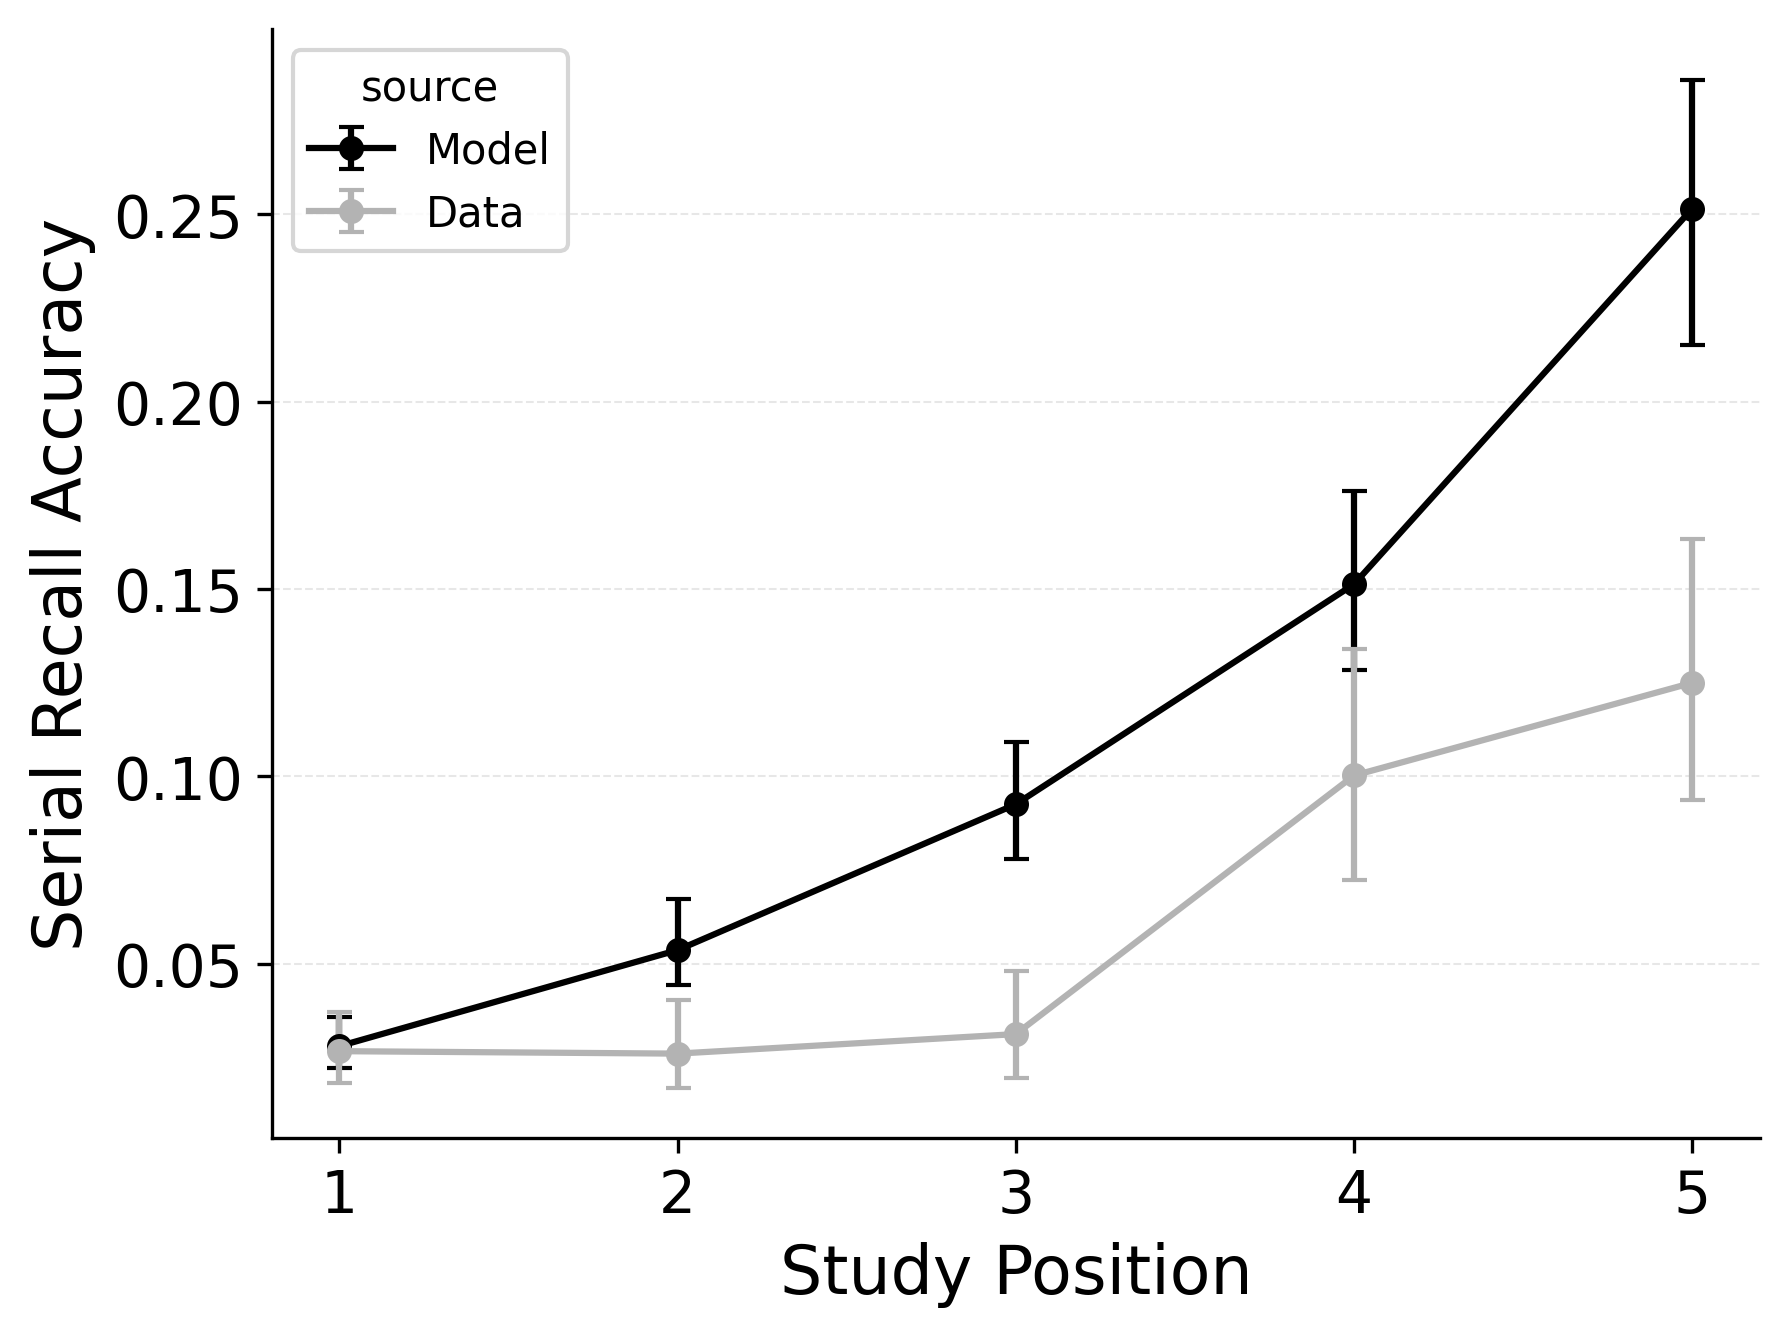 source
Model
Data
Serial Recall Accuracy
0.25
0.20
0.15
0.10
0.05
1 2 3 4 5
Study Position